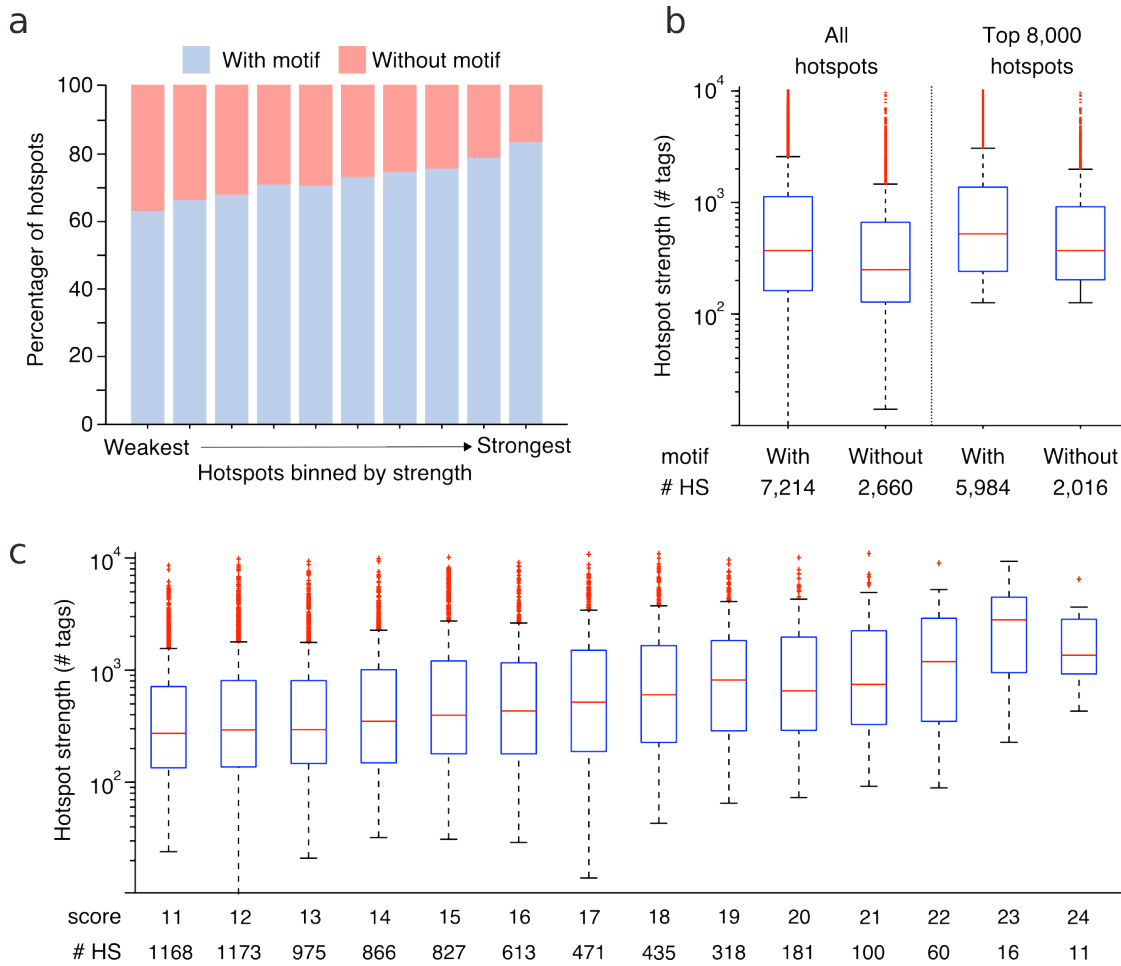 a
With motif Without motif
Percentager of hotspots
100
80
60
40
20
0
Weakest Strongest
Hotspots binned by strength
b
All hotspots
Top 8,000 hotspots
Hotspot strength (# tags)
10^4
10^3
10^2
motif With Without With Without
# HS 7,214 2,660 5,984 2,016
c
Hotspot strength (# tags)
10^4
10^3
10^2
score 11 12 13 14 15 16 17 18 19 20 21 22 23 24
# HS 1168 1173 975 866 827 613 471 435 318 181 100 60 16 11